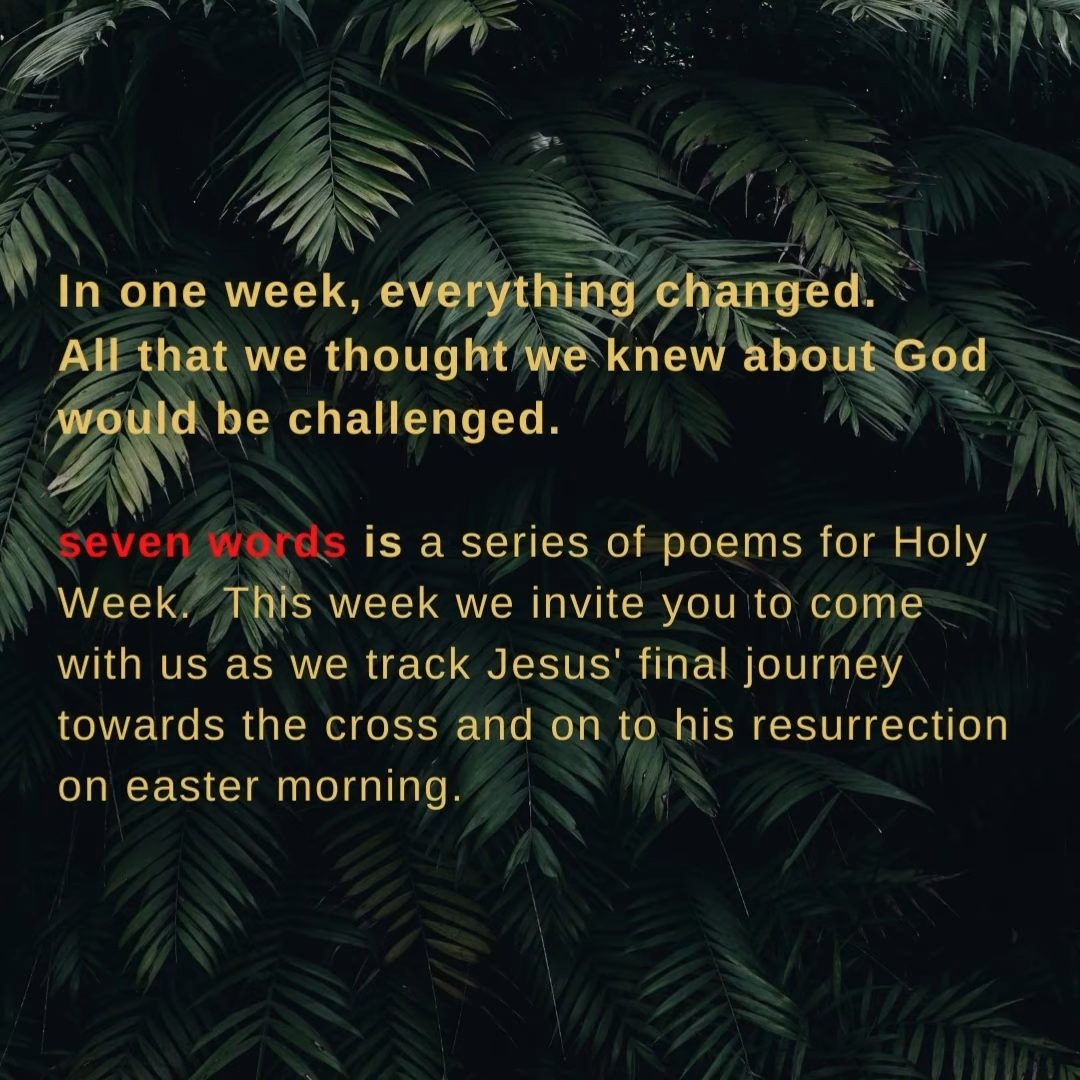 In one week, everything changed.
All that we thought we knew about God
would be challenged.
seven words is a series of poems for Holy
Week.  This week we invite you to come
with us as we track Jesus' final journey
towards the cross and on to his resurrection
on easter morning.